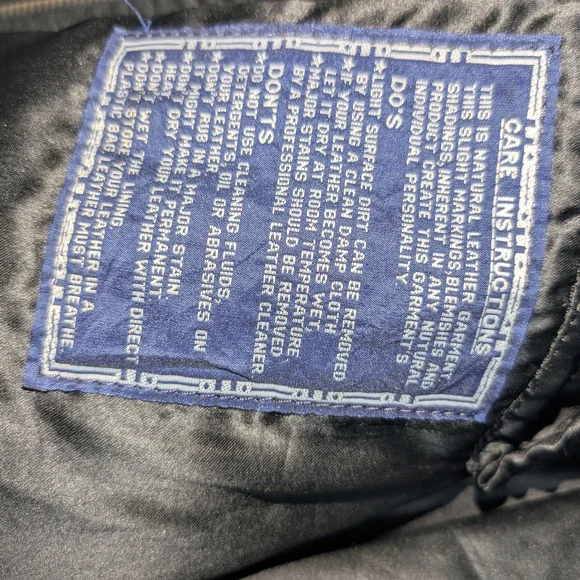 CARE INSTRUCTIONS
THIS IS NATURAL LEATHER GARMENT.
THIS SLIGHT MARKINGS, BLEMISHES AND
SHADINGS, INHERENT IN ANY NATURAL
PRODUCT CREATE THIS GARMENTS
INDIVIDUAL PERSONALITY.
DO'S
*LIGHT SURFACE DIRT CAN BE REMOVED
BY USING A CLEAN DAMP CLOTH
*IF YOUR LEATHER BECOMES WET,
LET IT DRY AT ROOM TEMPERATURE
*MAJOR STAINS SHOULD BE REMOVED
BY A PROFESSIONAL LEATHER CLEANER
DON'TS
*DO NOT USE CLEANING FLUIDS,
DETERGENTS, OIL OR ABRASIVES ON
YOUR LEATHER
*DON'T RUB IN A MAJOR STAIN
IT MIGHT MAKE IT PERMANENT.
DRY YOUR LEATHER WITH DIRECT
HEAT
WET THE LINING
*DON'T STORE YOUR LEATHER IN A
PLASTIC BAG LEATHER MUST BREATHE